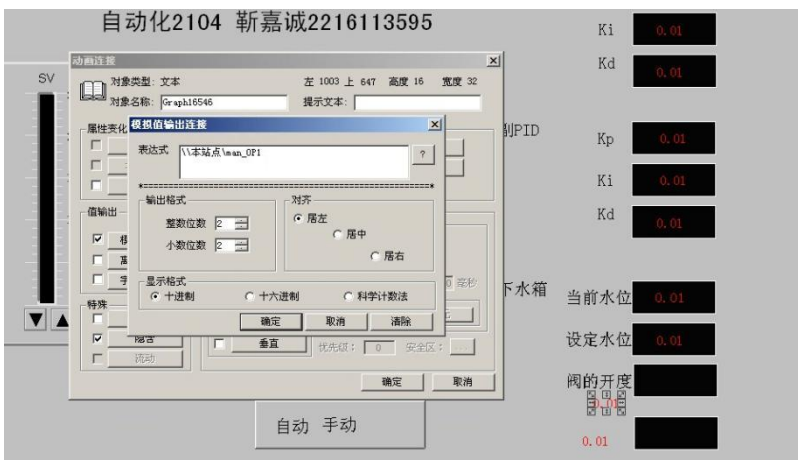 自动化2104 靳嘉诚2216113595
Ki 0.01
Kd 0.01
SV
动画连接
对象类型: 文本 左 1003 上 647 高度 16 宽度 32
对象名称: Graph16546 提示文本:
属性变化
模拟值输出连接
表达式 \\本站点\man_OP1 ?
制PID
Kp 0.01
Ki 0.01
Kd 0.01
输出格式 对齐
整数位数 2
小数位数 2
居左
居中
居右
值输出
显示格式
十进制 十六进制 科学计数法
毫秒
下水箱
特殊
确定 取消 清除
当前水位 0.01
隐含 垂直 优先级: 0 安全区: ...
设定水位 0.01
流动
确定 取消
阀的开度
0.01
自动 手动
0.01